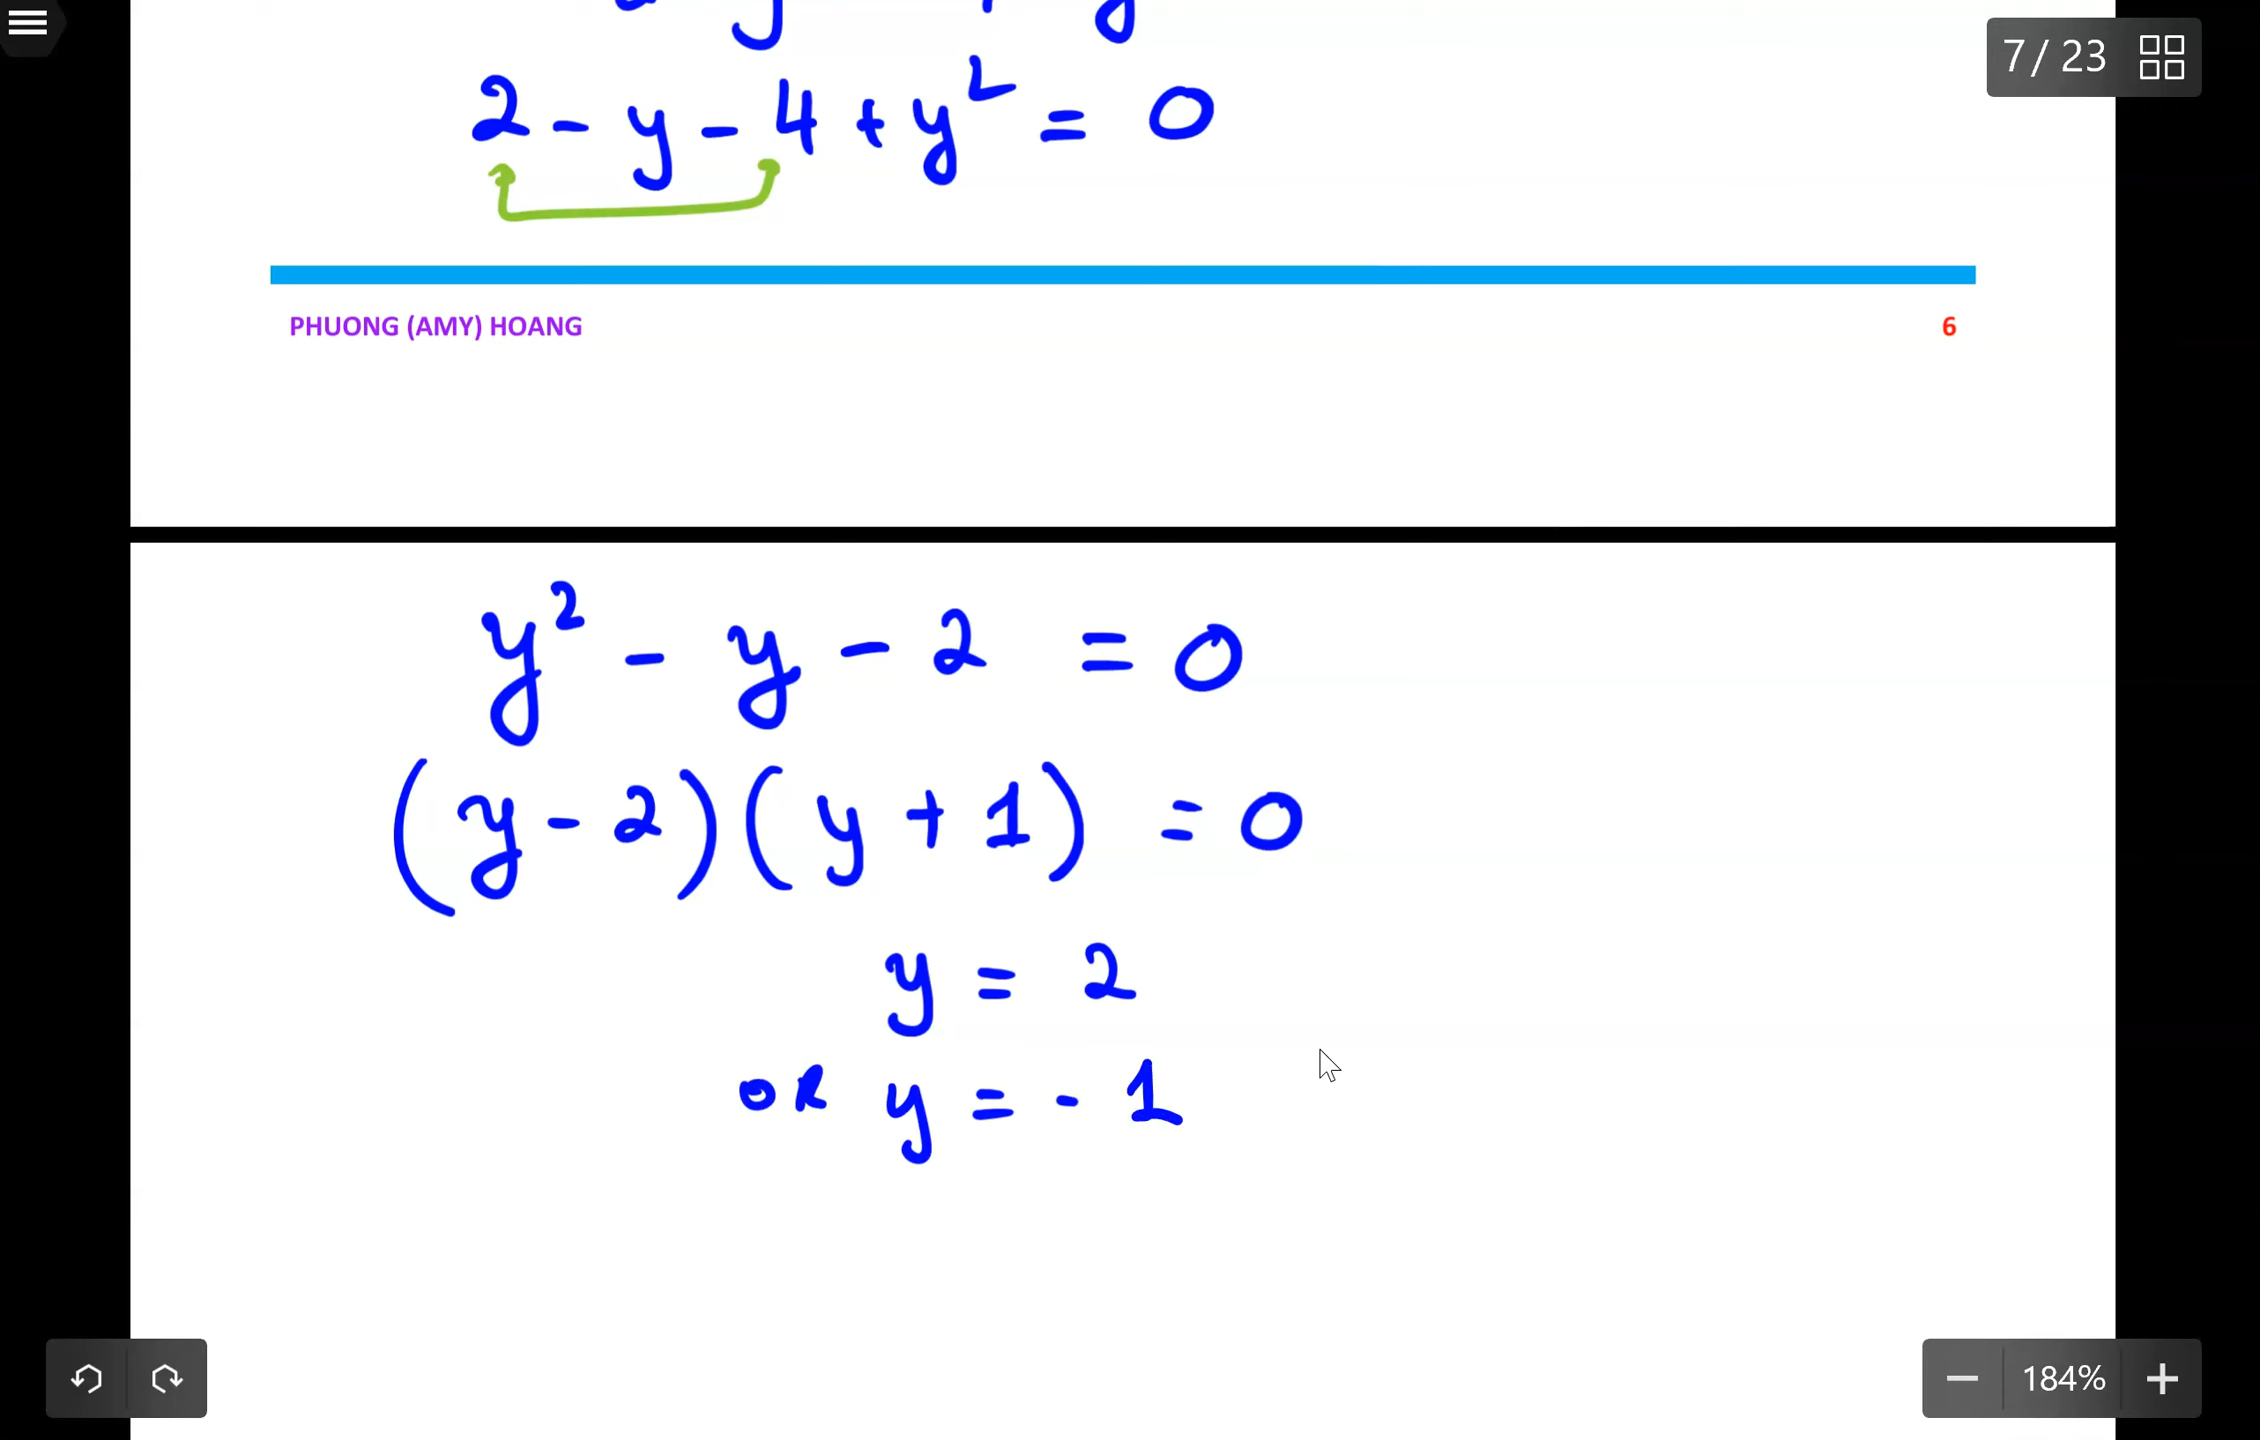 7 / 23
2 - y - 4 + y² = 0
PHUONG (AMY) HOANG
6
y² - y - 2 = 0
(y - 2)(y + 1) = 0
y = 2
OR y = - 1
184%